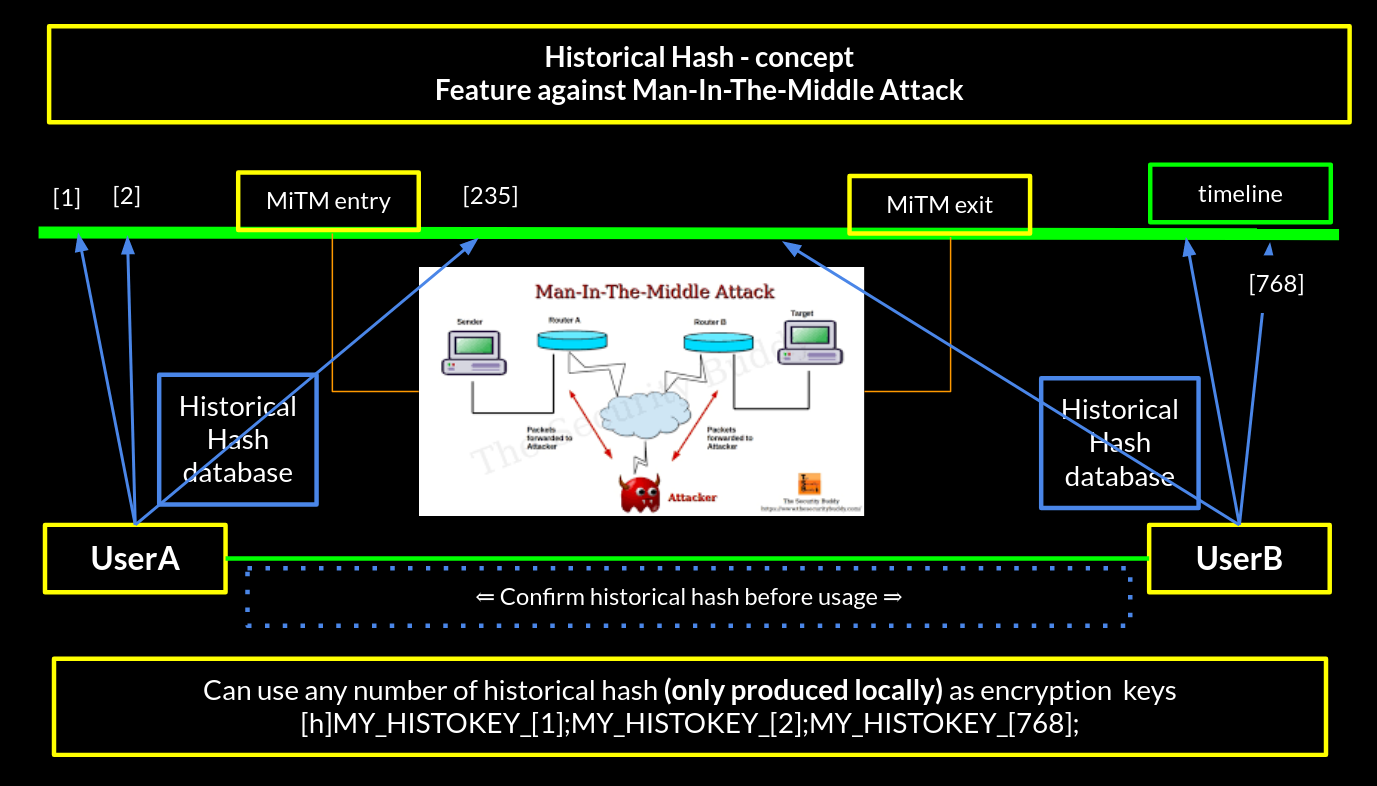 Historical Hash - concept
Feature against Man-In-The-Middle Attack
[1]
[2]
MiTM entry
[235]
MiTM exit
timeline
[768]
Man-In-The-Middle Attack
Sender
Router A
Router B
Target
Packets
forwarded to
Attacker
Packets
forwarded to
Attacker
Attacker
The Security Buddy
The Security Buddy
https://www.thesecuritybuddy.com/
Historical
Hash
database
Historical
Hash
database
UserA
UserB
⇐ Confirm historical hash before usage ⇒
Can use any number of historical hash (only produced locally) as encryption keys
[h]MY_HISTOKEY_[1];MY_HISTOKEY_[2];MY_HISTOKEY_[768];